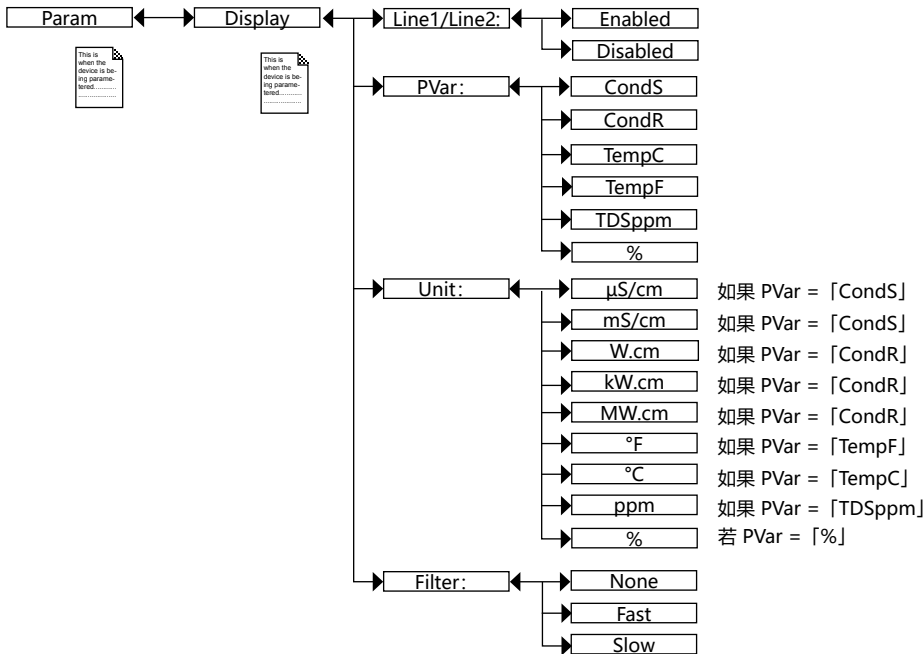 Param
Display
Line1/Line2:
Enabled
Disabled
This is
when the
device is be-
ing parame-
tered...........
......................
This is
when the
device is be-
ing parame-
tered...........
......................
PVar:
CondS
CondR
TempC
TempF
TDSppm
%
Unit:
µS/cm 如果 PVar =「CondS」
mS/cm 如果 PVar =「CondS」
W.cm 如果 PVar =「CondR」
kW.cm 如果 PVar =「CondR」
MW.cm 如果 PVar =「CondR」
°F 如果 PVar =「TempF」
°C 如果 PVar =「TempC」
ppm 如果 PVar =「TDSppm」
% 若 PVar =「%」
Filter:
None
Fast
Slow